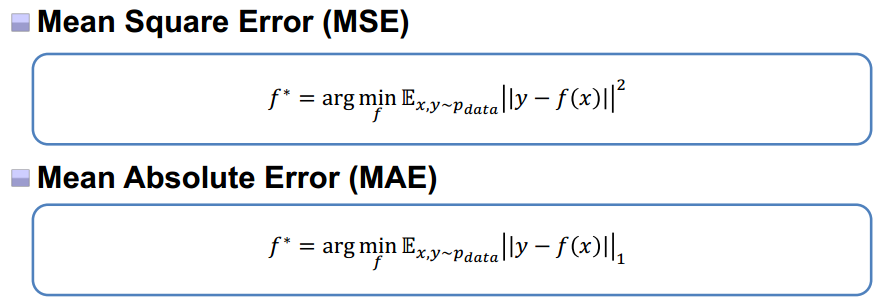 Mean Square Error (MSE)
f* = arg min_f 𝔼_{x,y~p_data} ||y − f(x)||²
Mean Absolute Error (MAE)
f* = arg min_f 𝔼_{x,y~p_data} ||y − f(x)||₁